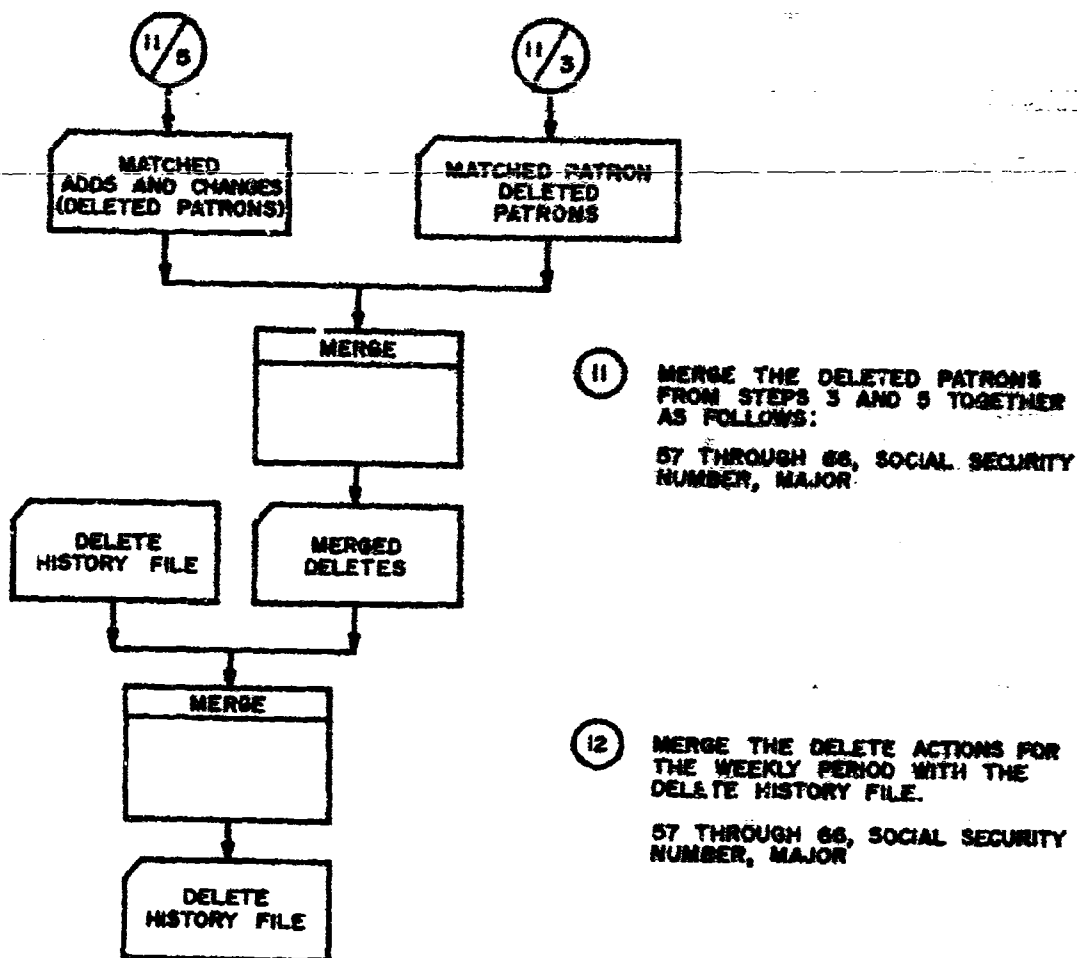 11/5
11/3
MATCHED
ADDS AND CHANGES
(DELETED PATRONS)
MATCHED PATRON
DELETED
PATRONS
MERGE
11 MERGE THE DELETED PATRONS
FROM STEPS 3 AND 5 TOGETHER
AS FOLLOWS:
57 THROUGH 66, SOCIAL SECURITY
NUMBER, MAJOR
DELETE
HISTORY FILE
MERGED
DELETES
MERGE
12 MERGE THE DELETE ACTIONS FOR
THE WEEKLY PERIOD WITH THE
DELETE HISTORY FILE.
57 THROUGH 66, SOCIAL SECURITY
NUMBER, MAJOR
DELETE
HISTORY FILE